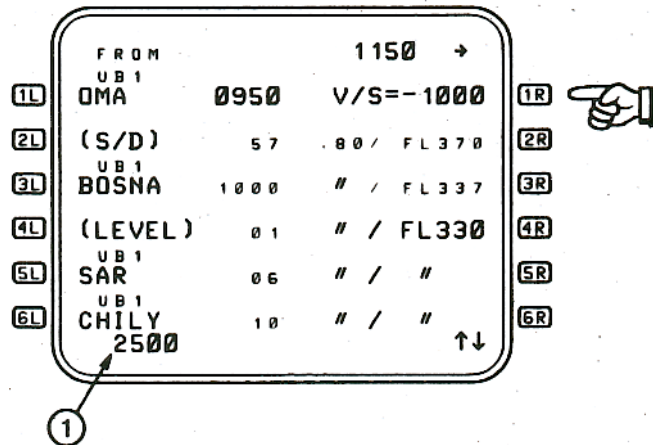 FROM 1150 →
UB1
1L OMA 0950 V/S=-1000 1R
2L (S/D) 57 .80/ FL370 2R
UB1
3L BOSNA 1000 " / FL337 3R
4L (LEVEL) 01 " / FL330 4R
UB1
5L SAR 06 " / " 5R
UB1
6L CHILY 10 " / " 6R
2500 ↑↓
1